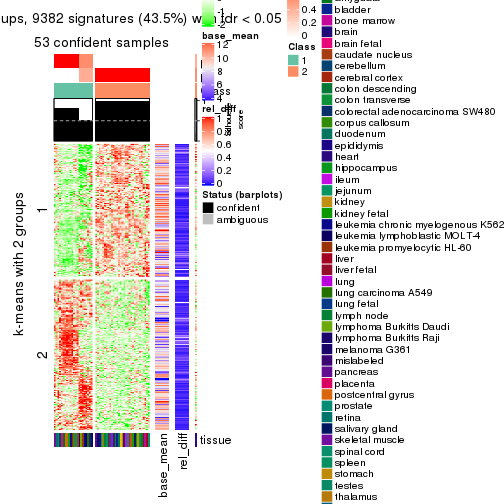 ups, 9382 signatures (43.5%) with fdr < 0.05
53 confident samples
1
2
k-means with 2 groups
base_mean
rel_diff
tissue
-1
-2
base_mean
12
10
8
6
4
rel_diff
1
0.8
0.6
0.4
0.2
0
Silhouette
score
Status (barplots)
confident
ambiguous
0.4
0.2
0
Class
1
2
bladder
bone marrow
brain
brain fetal
caudate nucleus
cerebellum
cerebral cortex
colon descending
colon transverse
colorectal adenocarcinoma SW480
corpus callosum
duodenum
epididymis
heart
hippocampus
ileum
jejunum
kidney
kidney fetal
leukemia chronic myelogenous K562
leukemia lymphoblastic MOLT-4
leukemia promyelocytic HL-60
liver
liver fetal
lung
lung carcinoma A549
lung fetal
lymph node
lymphoma Burkitts Daudi
lymphoma Burkitts Raji
melanoma G361
mislabeled
pancreas
placenta
postcentral gyrus
prostate
retina
salivary gland
skeletal muscle
spinal cord
spleen
stomach
testes
thalamus